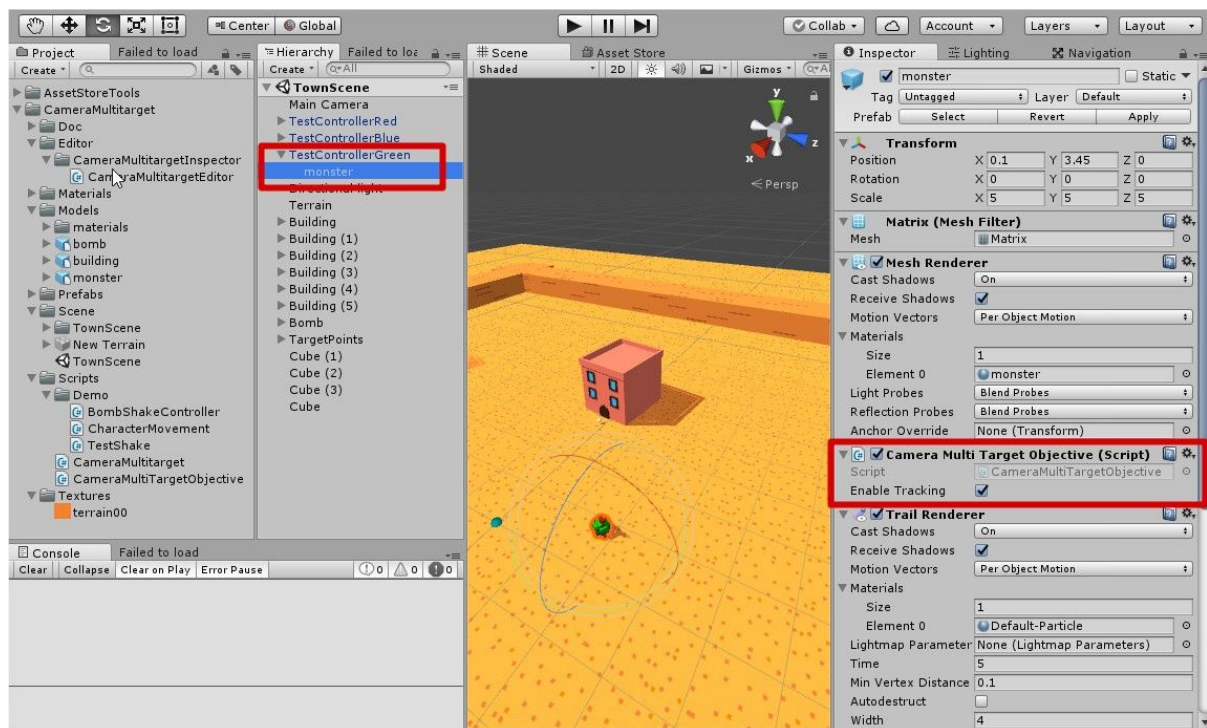 Center Global
Collab Account Layers Layout
Project Failed to load
Create
AssetStoreTools
CameraMultitarget
Doc
Editor
CameraMultitargetInspector
CameraMultitargetEditor
Materials
Models
materials
bomb
building
monster
Prefabs
Scene
TownScene
New Terrain
TownScene
Scripts
Demo
BombShakeController
CharacterMovement
TestShake
CameraMultitarget
CameraMultiTargetObjective
Textures
terrain00
Hierarchy Failed to loa
Create All
TownScene
Main Camera
TestControllerRed
TestControllerBlue
TestControllerGreen
monster
Directional light
Terrain
Building
Building (1)
Building (2)
Building (3)
Building (4)
Building (5)
Bomb
TargetPoints
Cube (1)
Cube (2)
Cube (3)
Cube
Scene Asset Store
Shaded 2D Gizmos Al
y
x z
Persp
Console Failed to load
Clear Collapse Clear on Play Error Pause 0 0 0
Inspector Lighting Navigation
monster Static
Tag Untagged Layer Default
Prefab Select Revert Apply
Transform
Position X 0.1 Y 3.45 Z 0
Rotation X 0 Y 0 Z 0
Scale X 5 Y 5 Z 5
Matrix (Mesh Filter)
Mesh Matrix
Mesh Renderer
Cast Shadows On
Receive Shadows
Motion Vectors Per Object Motion
Materials
Size 1
Element 0 monster
Light Probes Blend Probes
Reflection Probes Blend Probes
Anchor Override None (Transform)
Camera Multi Target Objective (Script)
Script CameraMultiTargetObjective
Enable Tracking
Trail Renderer
Cast Shadows On
Receive Shadows
Motion Vectors Per Object Motion
Materials
Size 1
Element 0 Default-Particle
Lightmap Parameter None (Lightmap Parameters)
Time 5
Min Vertex Distance 0.1
Autodestruct
Width 4